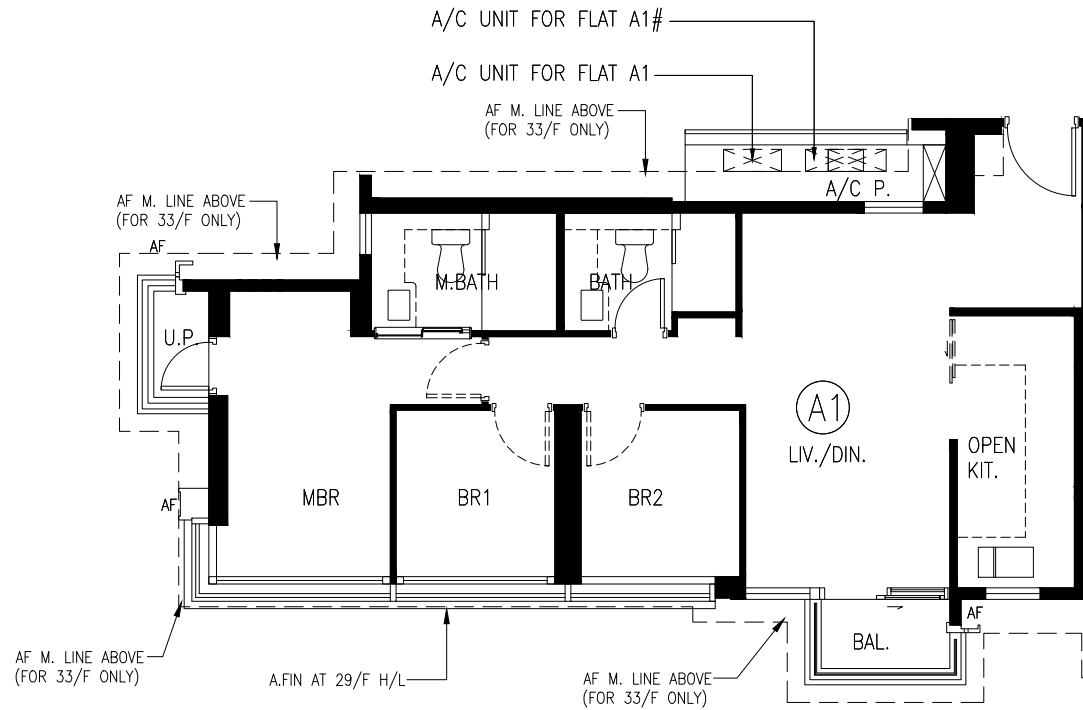 A/C UNIT FOR FLAT A1#
A/C UNIT FOR FLAT A1
AF M. LINE ABOVE
(FOR 33/F ONLY)
A/C P.
AF M. LINE ABOVE
(FOR 33/F ONLY)
AF
M.BATH
BATH
U.P.
A1
LIV./DIN.
OPEN
KIT.
MBR
BR1
BR2
AF
AF
BAL.
AF M. LINE ABOVE
(FOR 33/F ONLY)
A.FIN AT 29/F H/L
AF M. LINE ABOVE
(FOR 33/F ONLY)